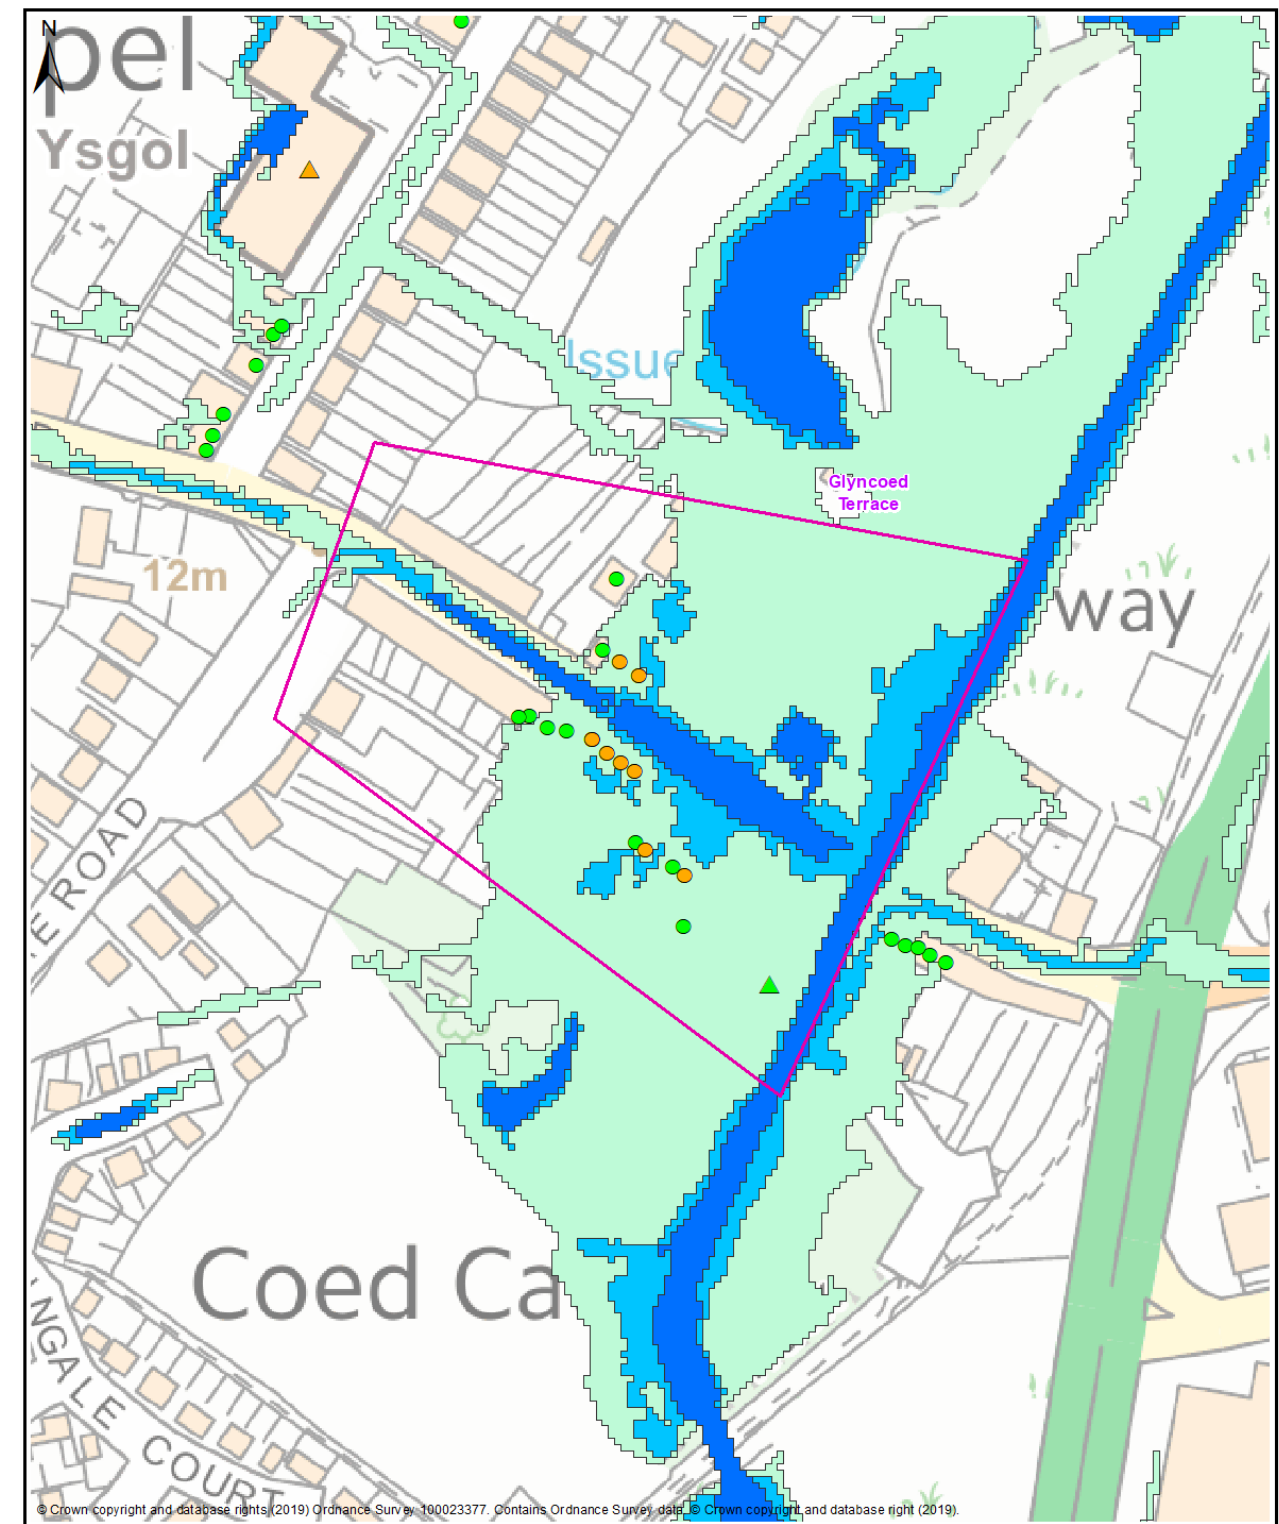 N
pel
Ysgol
Issue
Glyncoed
Terrace
12m
way
E ROAD
Coed Ca
NGALE COURT
© Crown copyright and database rights (2019) Ordnance Survey 100023377. Contains Ordnance Survey data. © Crown copyright and database right (2019).